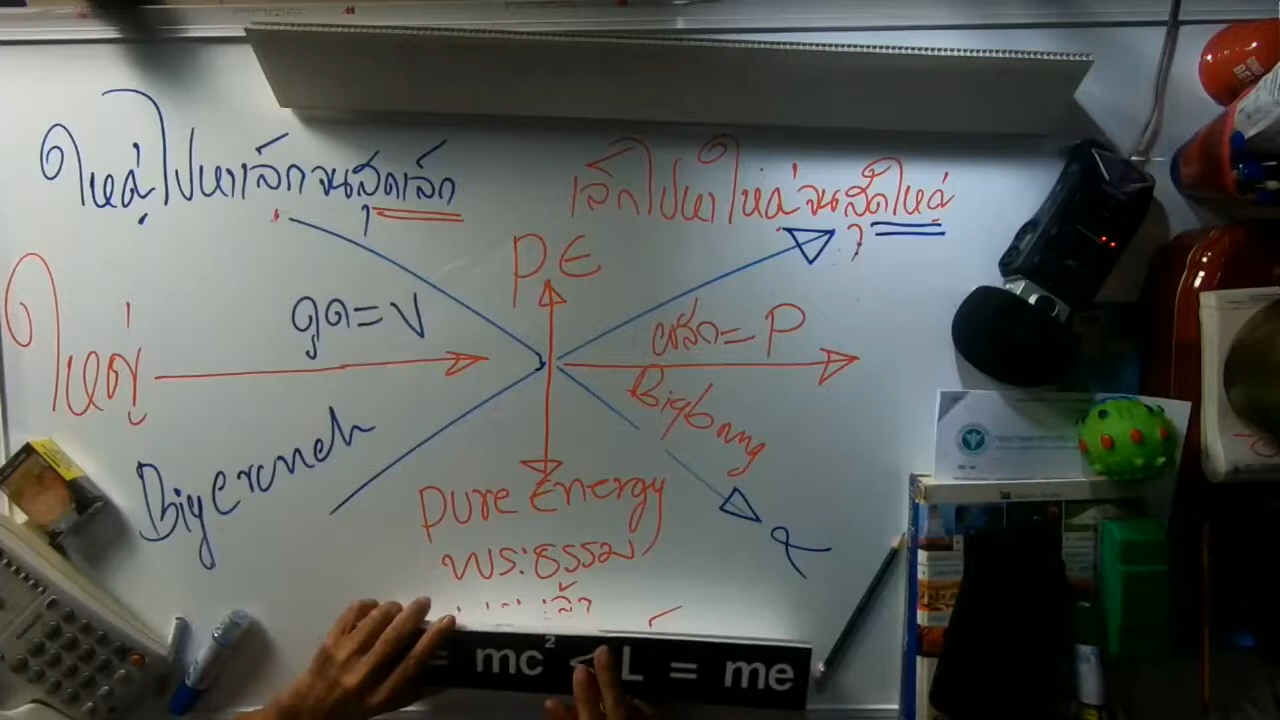 ใหญ่ไปหาเล็กจนสุดเล็ก
เล็กไปหาใหญ่จนสุดใหญ่
PE
ใหญ่
ดูด=V
ผลัก=P
Bigbang
Bigcrunch
Pure Energy
พระธรรม
= mc² < L = me